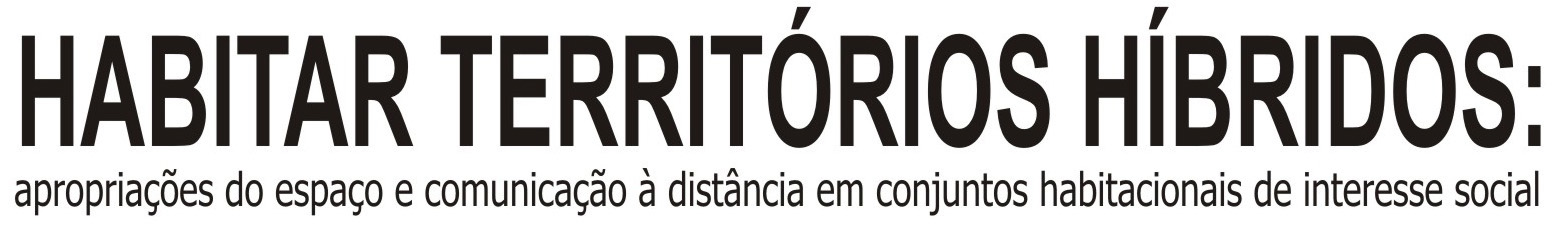 HABITAR TERRITÓRIOS HÍBRIDOS:
apropriações do espaço e comunicação à distância em conjuntos habitacionais de interesse social